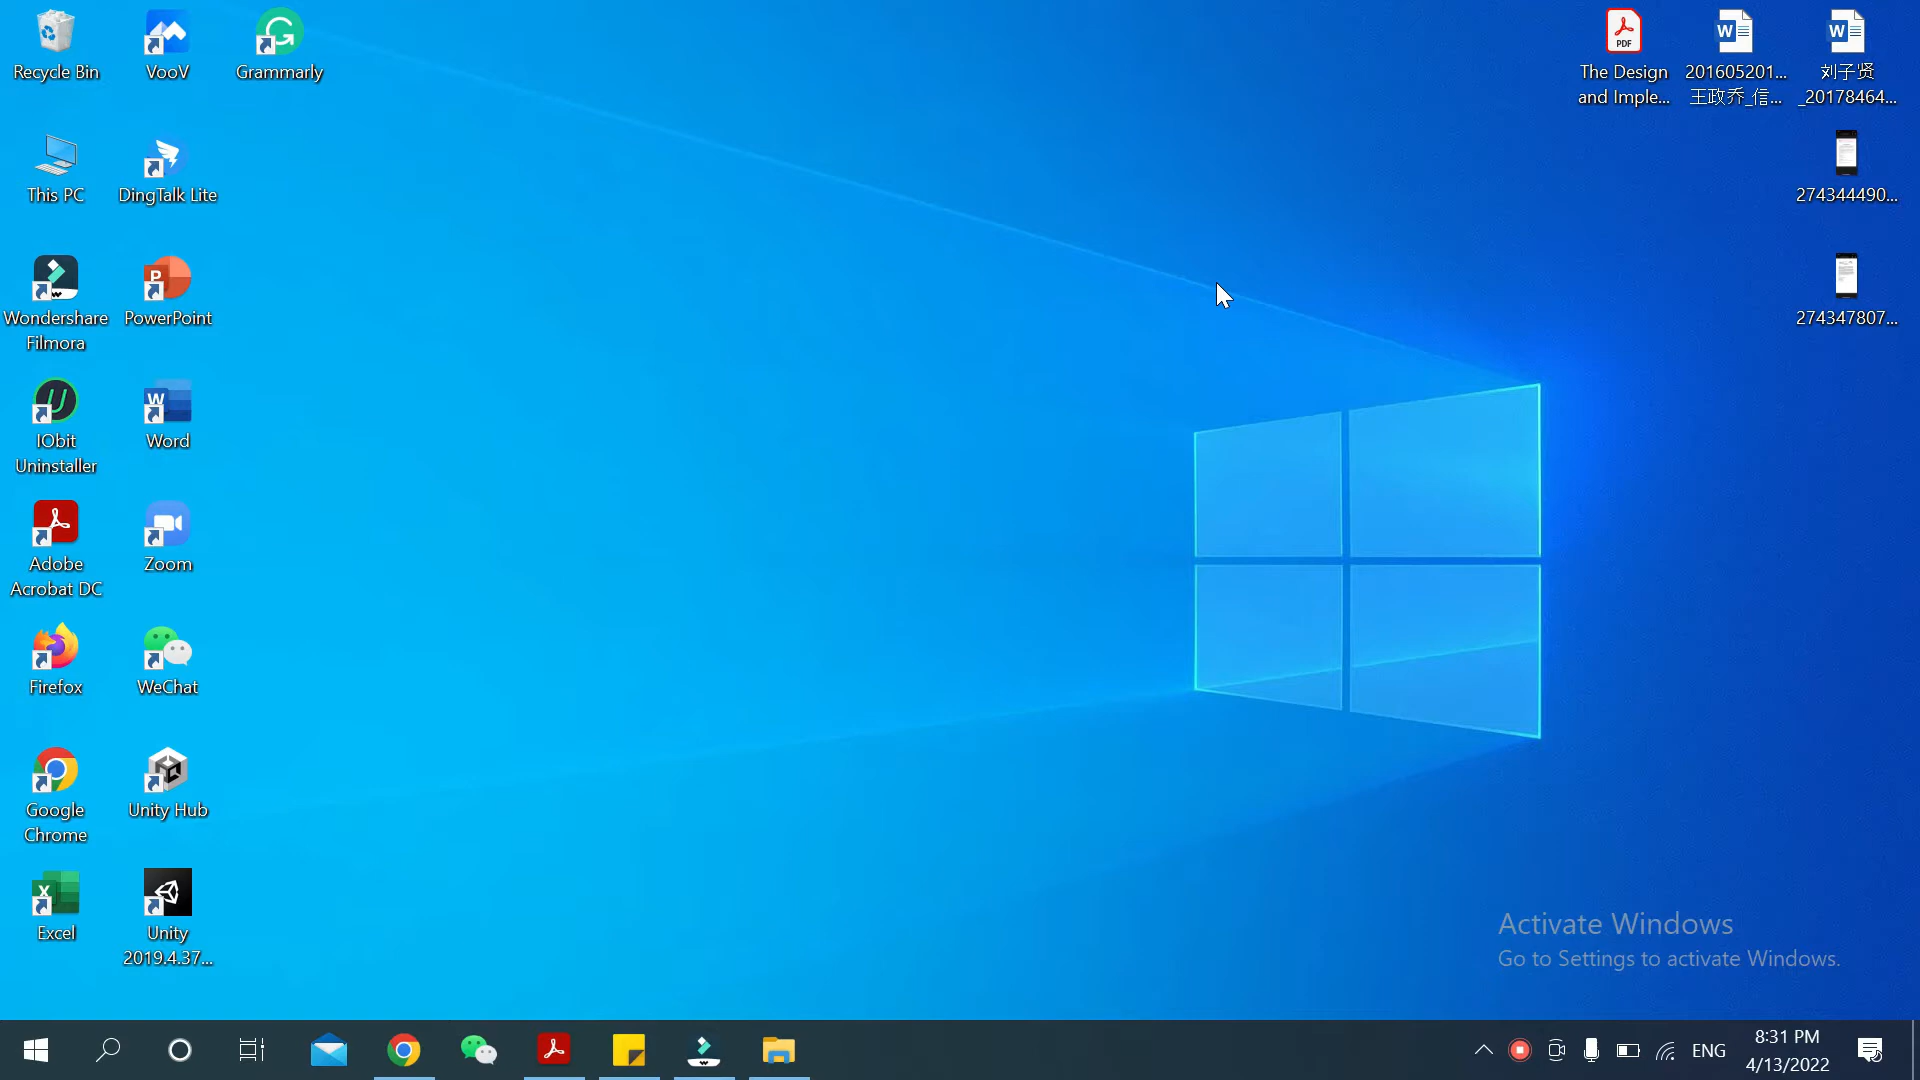 Recycle Bin
VooV
Grammarly
The Design
and Imple...
PDF
201605201...
王政乔_信...
刘子贤
_20178464...
This PC
DingTalk Lite
274344490...
Wondershare
Filmora
PowerPoint
274347807...
IObit
Uninstaller
Word
Adobe
Acrobat DC
Zoom
Firefox
WeChat
Google
Chrome
Unity Hub
Excel
Unity
2019.4.37...
Activate Windows
Go to Settings to activate Windows.
ENG
8:31 PM
4/13/2022